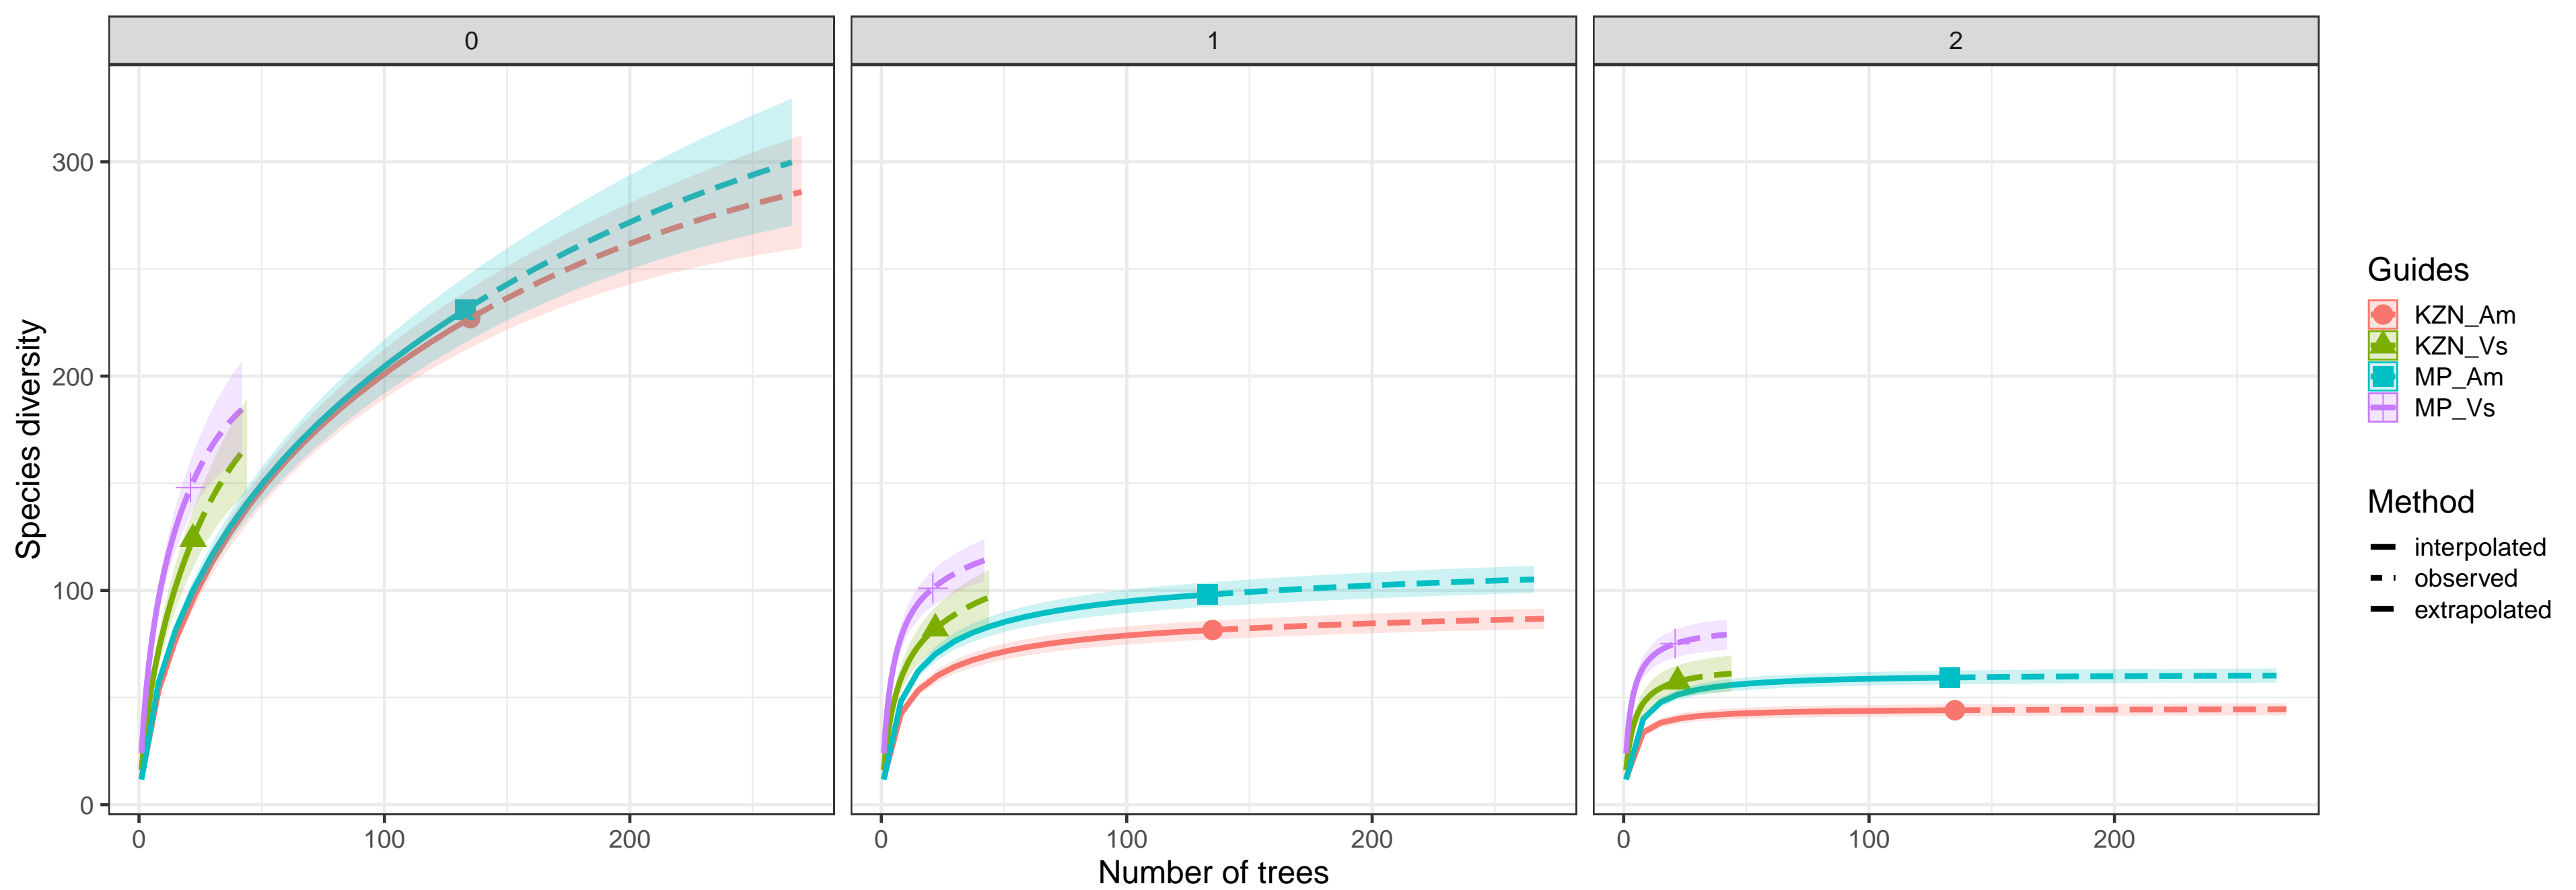 0
1
2
Species diversity
300
200
100
0
0
100
200
0
100
200
0
100
200
Number of trees
Guides
KZN_Am
KZN_Vs
MP_Am
MP_Vs
Method
interpolated
observed
extrapolated